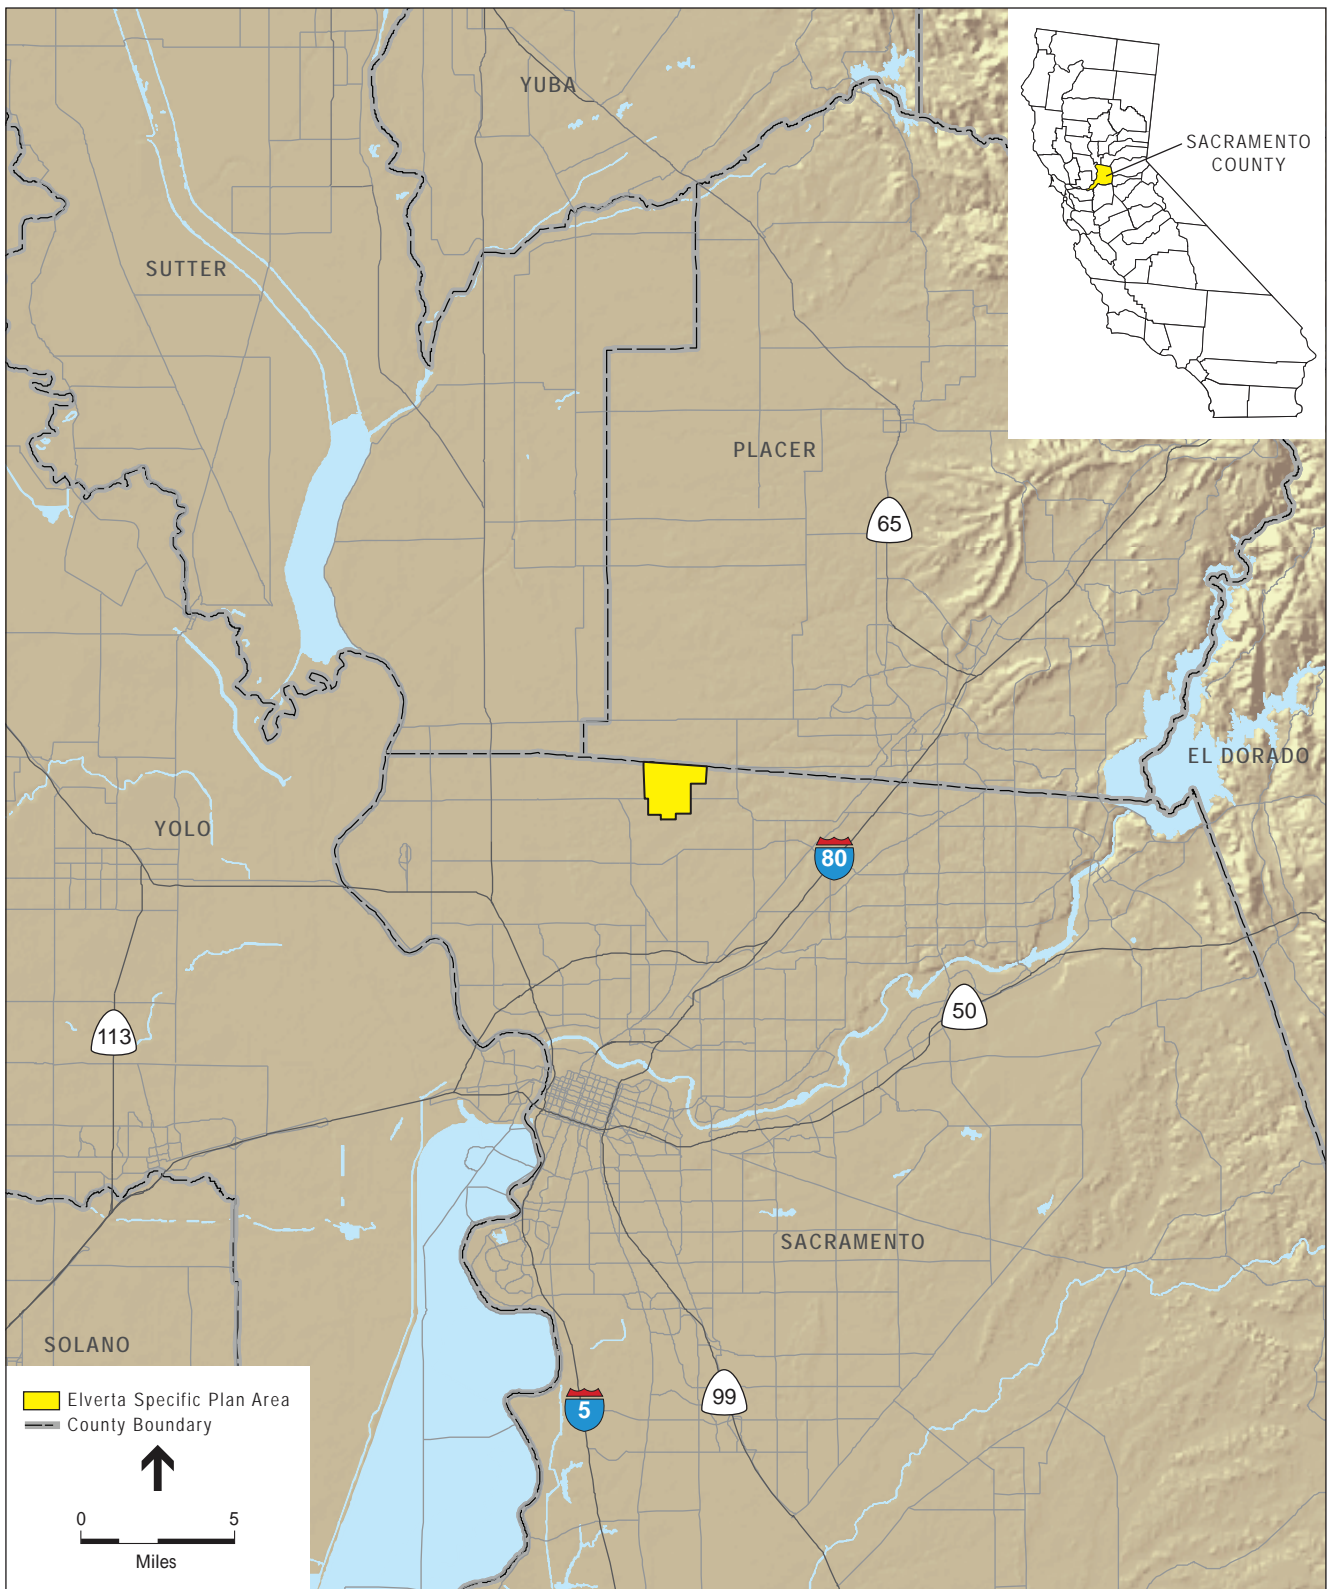 YUBA
SACRAMENTO
COUNTY
SUTTER
PLACER
65
EL DORADO
YOLO
80
50
113
SACRAMENTO
SOLANO
Elverta Specific Plan Area
County Boundary
5
99
0 5
Miles